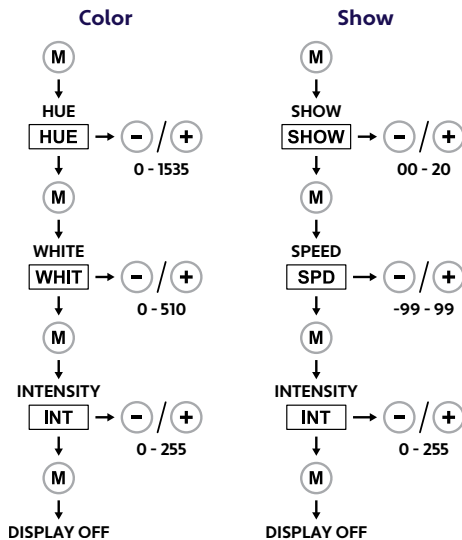 Color
M
HUE
HUE - / +
0 - 1535
M
WHITE
WHIT - / +
0 - 510
M
INTENSITY
INT - / +
0 - 255
M
DISPLAY OFF
Show
M
SHOW
SHOW - / +
00 - 20
M
SPEED
SPD - / +
-99 - 99
M
INTENSITY
INT - / +
0 - 255
M
DISPLAY OFF